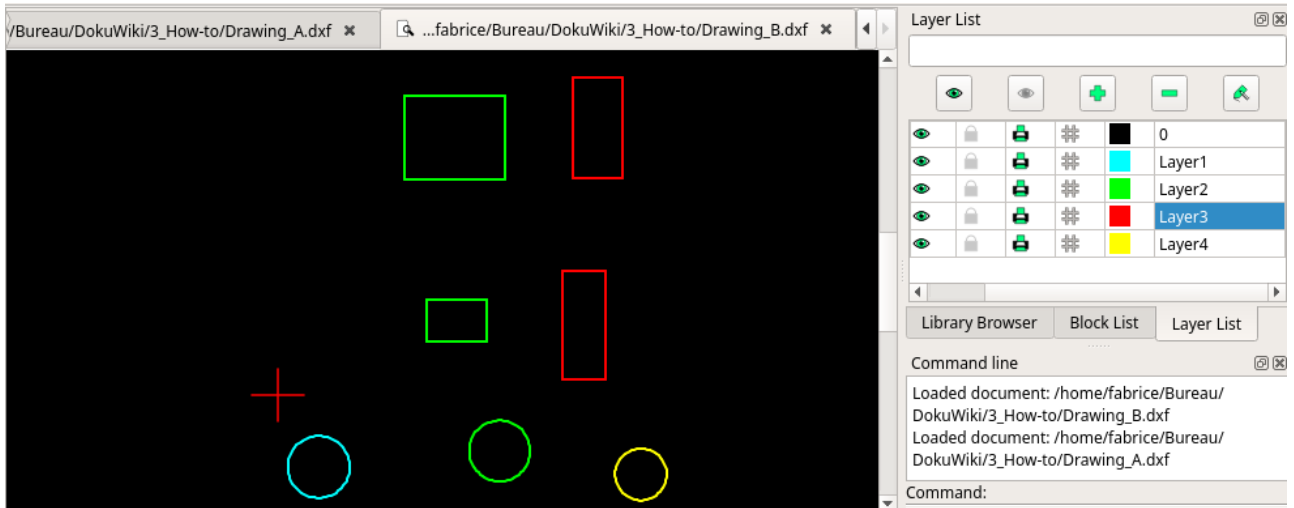 /Bureau/DokuWiki/3_How-to/Drawing_A.dxf
...fabrice/Bureau/DokuWiki/3_How-to/Drawing_B.dxf
Layer List
0
Layer1
Layer2
Layer3
Layer4
Library Browser
Block List
Layer List
Command line
Loaded document: /home/fabrice/Bureau/
DokuWiki/3_How-to/Drawing_B.dxf
Loaded document: /home/fabrice/Bureau/
DokuWiki/3_How-to/Drawing_A.dxf
Command: